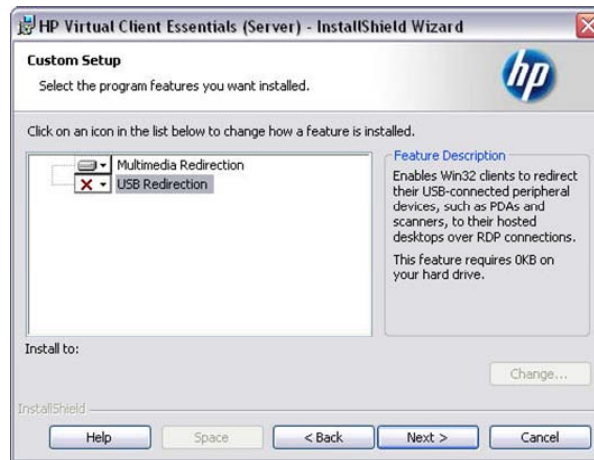 HP Virtual Client Essentials (Server) - InstallShield Wizard
Custom Setup
Select the program features you want installed.
hp
Click on an icon in the list below to change how a feature is installed.
Multimedia Redirection
USB Redirection
Feature Description
Enables Win32 clients to redirect
their USB-connected peripheral
devices, such as PDAs and
scanners, to their hosted
desktops over RDP connections.
This feature requires 0KB on
your hard drive.
Install to:
Change...
InstallShield
Help
Space
< Back
Next >
Cancel